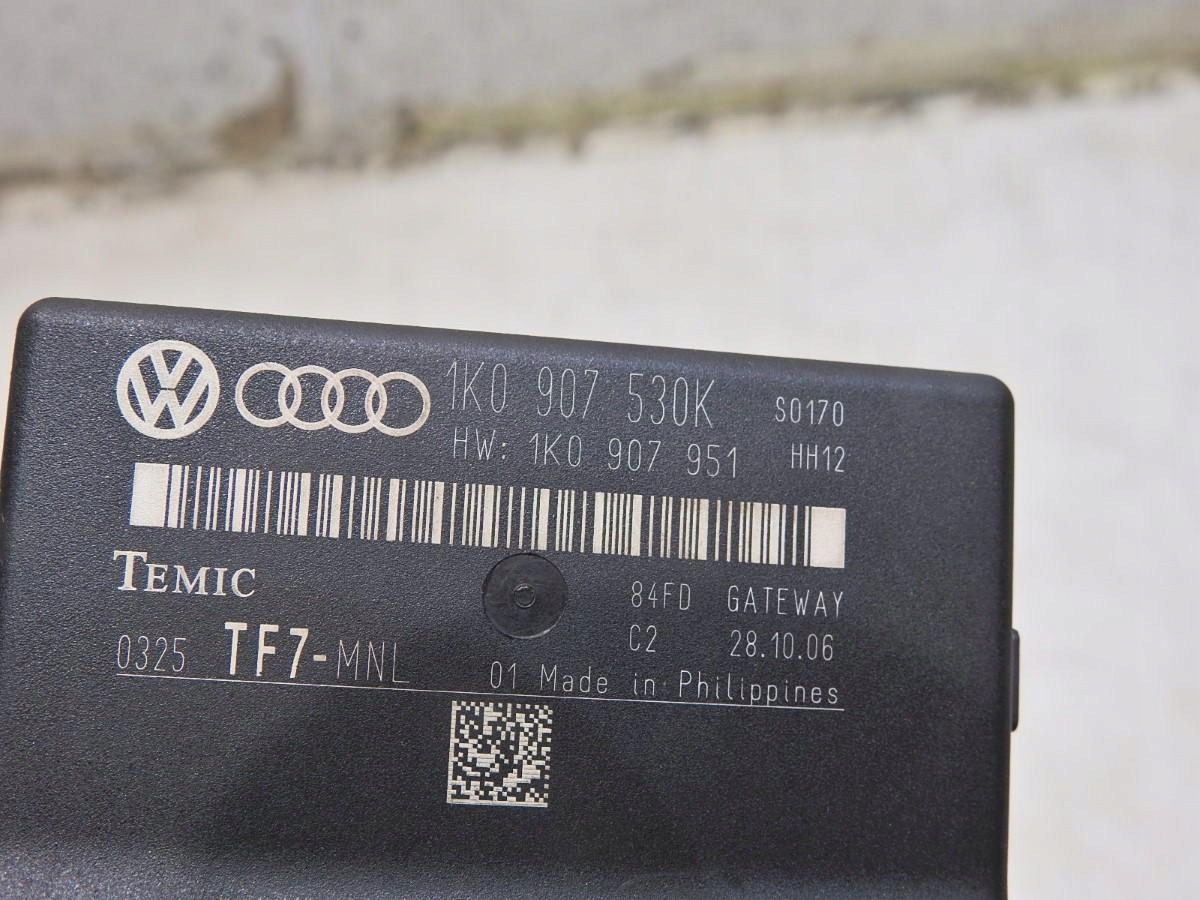 1K0 907 530K S0170
HW: 1K0 907 951 HH12
TEMIC
84FD GATEWAY
C2 28.10.06
0325 TF7-MNL
01 Made in Philippines